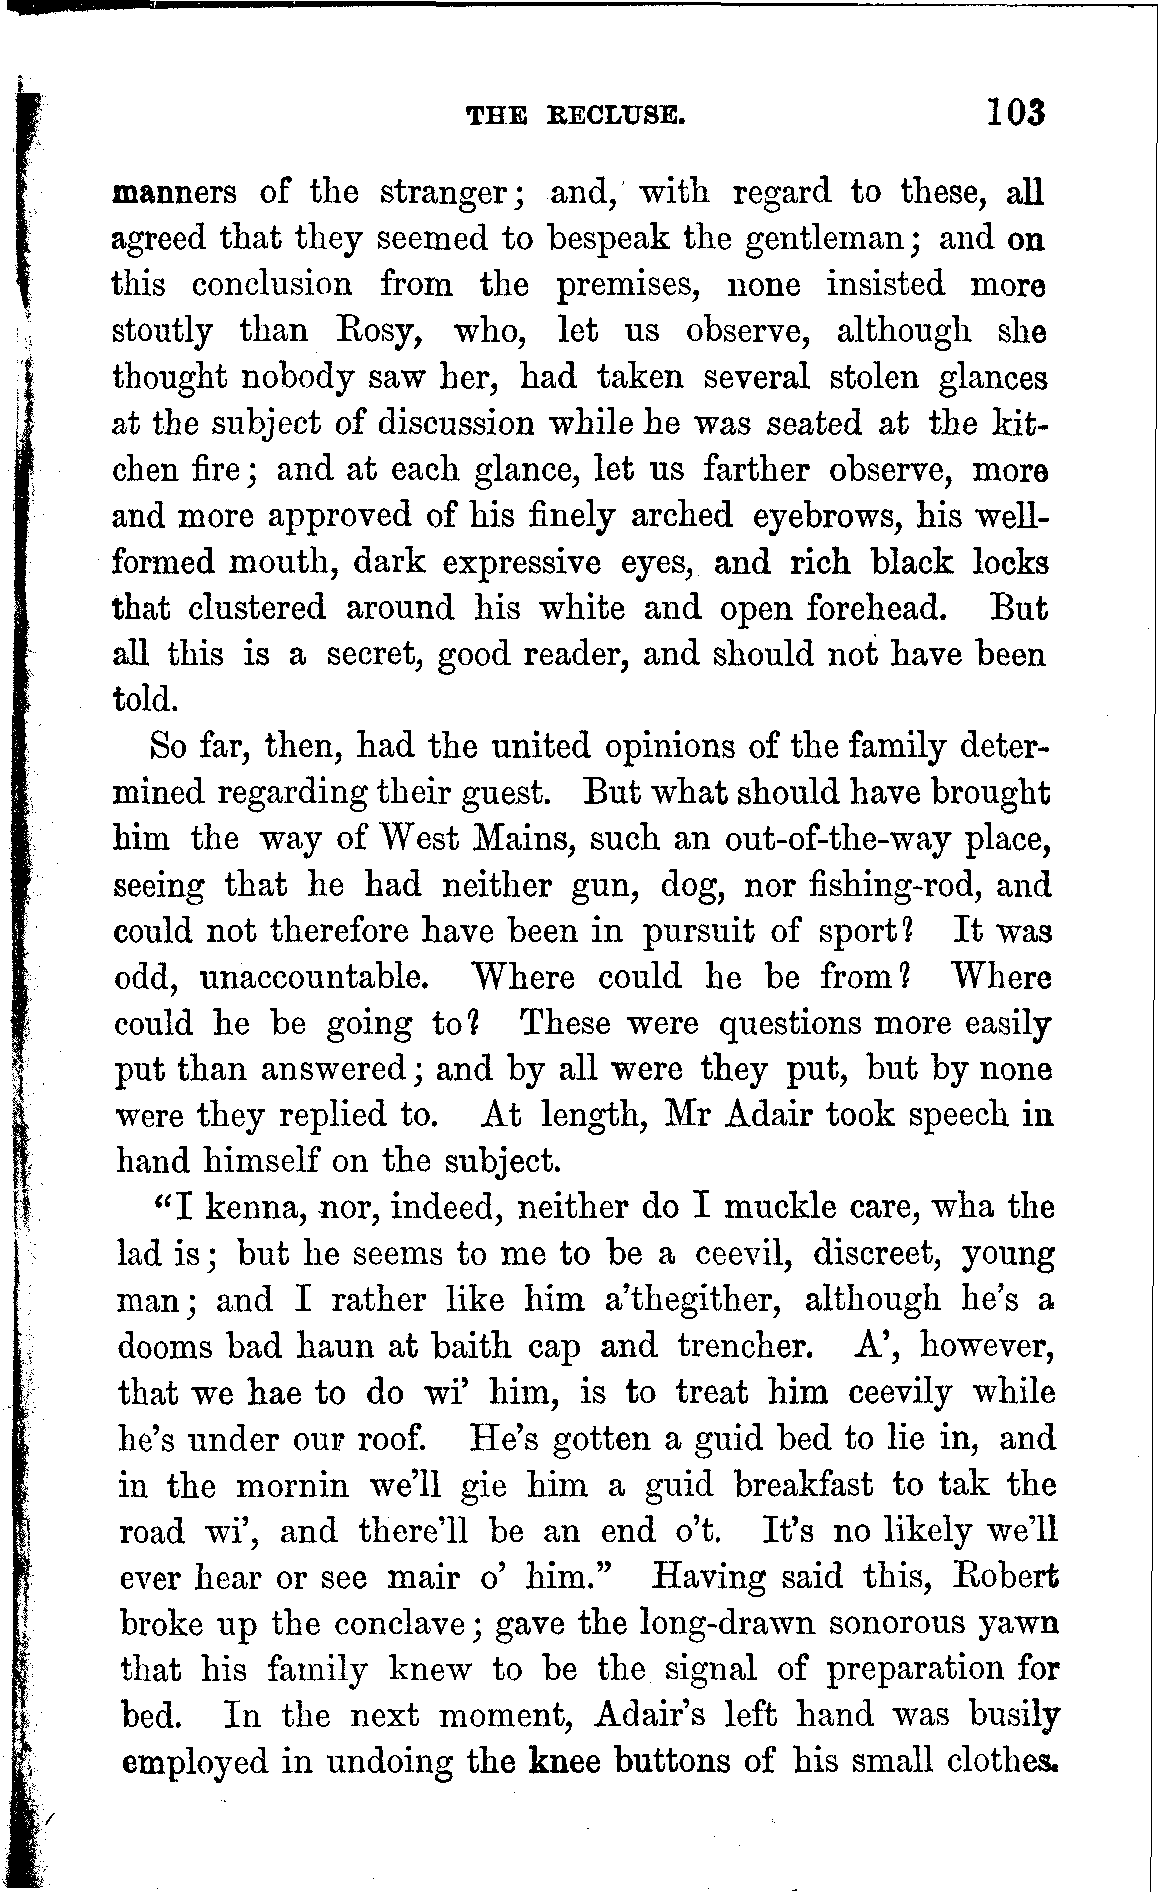 THE RECLUSE. 103
manners of the stranger; and, with regard to these, all
agreed that they seemed to bespeak the gentleman; and on
this conclusion from the premises, none insisted more
stoutly than Rosy, who, let us observe, although she
thought nobody saw her, had taken several stolen glances
at the subject of discussion while he was seated at the kit-
chen fire; and at each glance, let us farther observe, more
and more approved of his finely arched eyebrows, his well-
formed mouth, dark expressive eyes, and rich black locks
that clustered around his white and open forehead. But
all this is a secret, good reader, and should not have been
told.
So far, then, had the united opinions of the family deter-
mined regarding their guest. But what should have brought
him the way of West Mains, such an out-of-the-way place,
seeing that he had neither gun, dog, nor fishing-rod, and
could not therefore have been in pursuit of sport? It was
odd, unaccountable. Where could he be from? Where
could he be going to? These were questions more easily
put than answered; and by all were they put, but by none
were they replied to. At length, Mr Adair took speech in
hand himself on the subject.
"I kenna, nor, indeed, neither do I muckle care, wha the
lad is; but he seems to me to be a ceevil, discreet, young
man; and I rather like him a'thegither, although he's a
dooms bad haun at baith cap and trencher. A', however,
that we hae to do wi' him, is to treat him ceevily while
he's under our roof. He's gotten a guid bed to lie in, and
in the mornin we'll gie him a guid breakfast to tak the
road wi', and there'll be an end o't. It's no likely we'll
ever hear or see mair o' him." Having said this, Robert
broke up the conclave; gave the long-drawn sonorous yawn
that his family knew to be the signal of preparation for
bed. In the next moment, Adair's left hand was busily
employed in undoing the knee buttons of his small clothes.